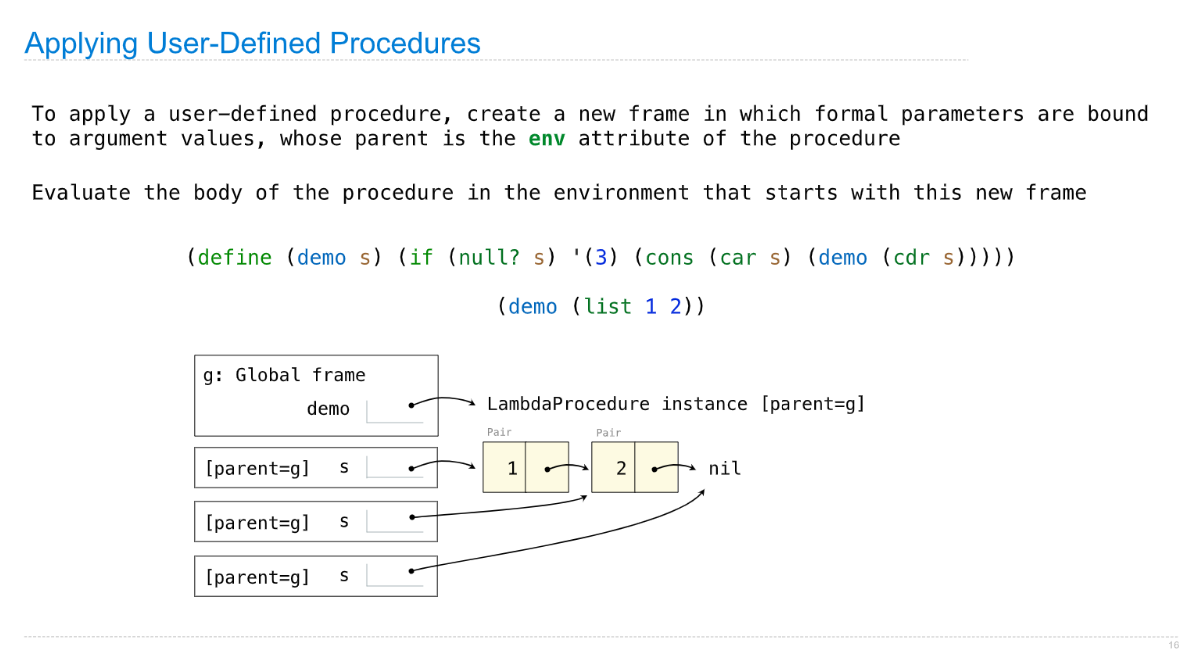 Applying User-Defined Procedures
To apply a user-defined procedure, create a new frame in which formal parameters are bound
to argument values, whose parent is the env attribute of the procedure
Evaluate the body of the procedure in the environment that starts with this new frame
(define (demo s) (if (null? s) '(3) (cons (car s) (demo (cdr s)))))
(demo (list 1 2))
g: Global frame
demo
LambdaProcedure instance [parent=g]
Pair
Pair
[parent=g] s
1
2
nil
[parent=g] s
[parent=g] s
16